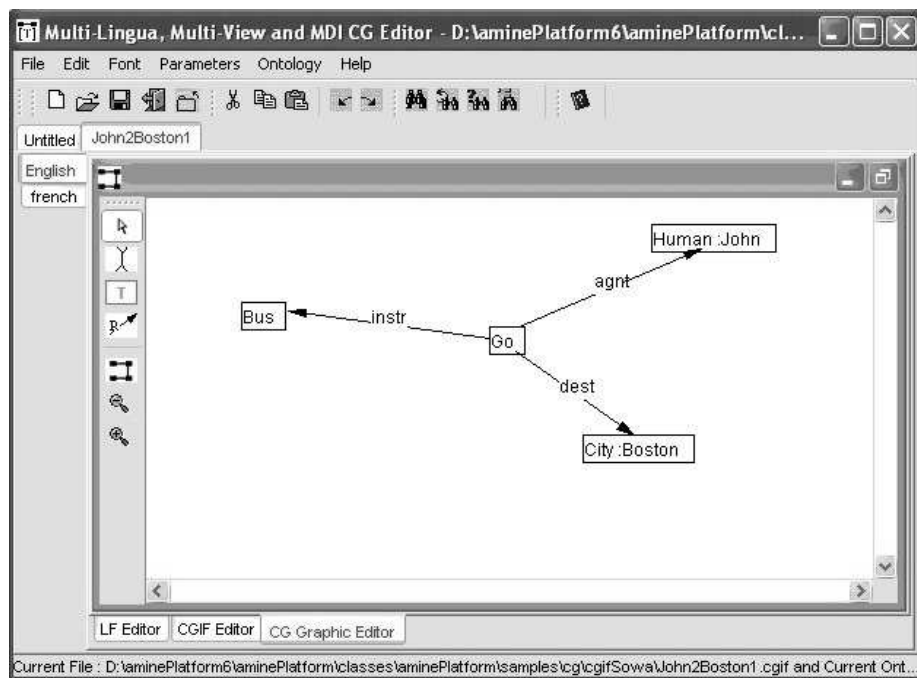 Multi-Lingua, Multi-View and MDI CG Editor - D:\aminePlatform6\aminePlatform\cl...
File Edit Font Parameters Ontology Help
Untitled John2Boston1
English
french
T
R
Human :John
agnt
Bus
instr
Go
dest
City :Boston
LF Editor CGIF Editor CG Graphic Editor
Current File : D:\aminePlatform6\aminePlatform\classes\aminePlatform\samples\cg\cgifSowa\John2Boston1.cgif and Current Ont...